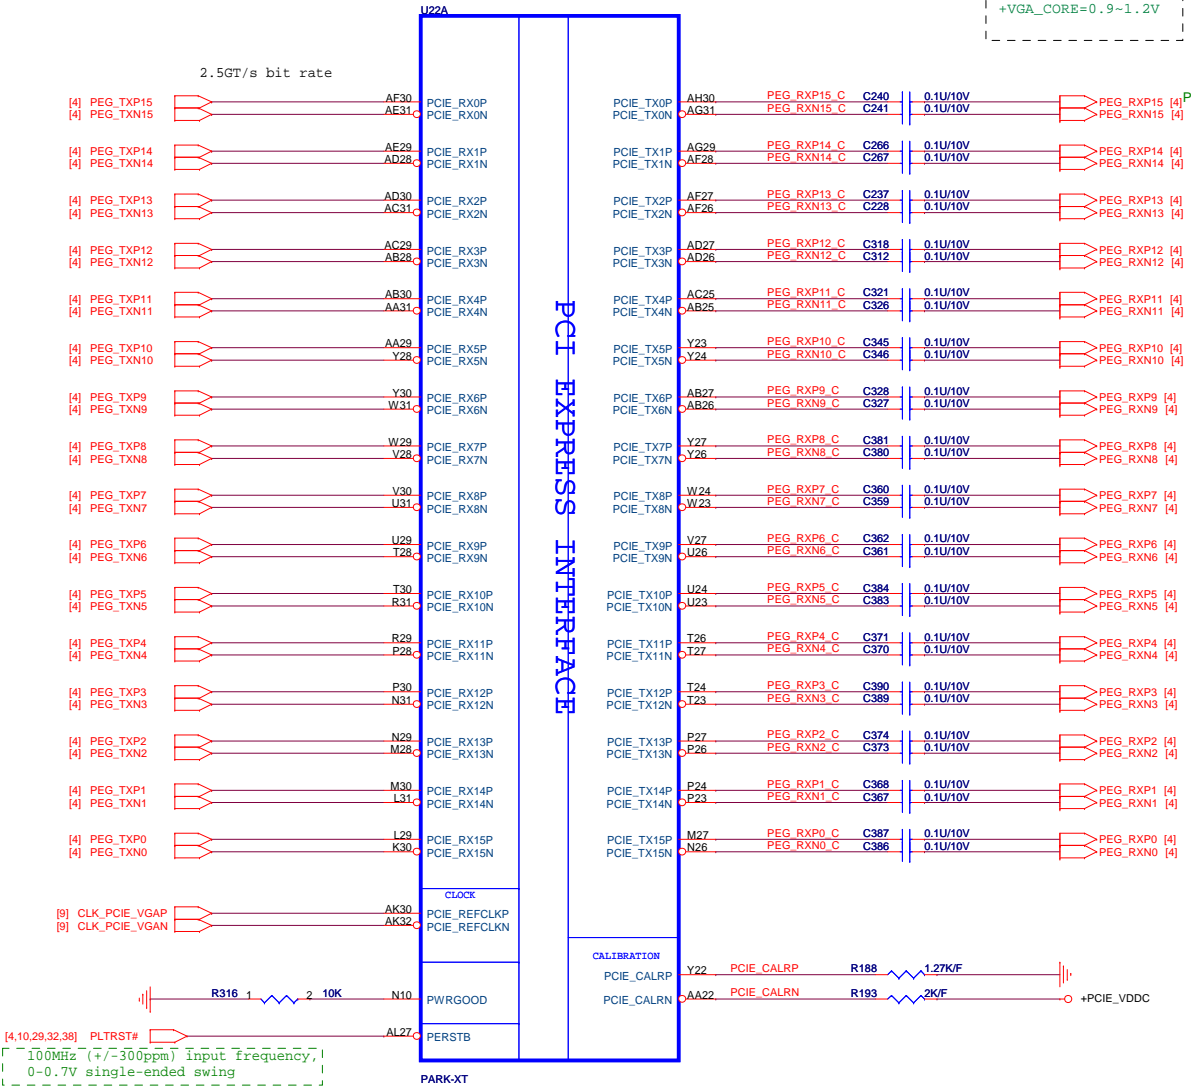 U22A
+VGA_CORE=0.9~1.2V
2.5GT/s bit rate
[4] PEG_TXP15 AF30 PCIE_RX0P PCIE_TX0P AH30 PEG_RXP15_C C240 0.1U/10V PEG_RXP15 [4] P
[4] PEG_TXN15 AE31 PCIE_RX0N PCIE_TX0N AG31 PEG_RXN15_C C241 0.1U/10V PEG_RXN15 [4]
[4] PEG_TXP14 AE29 PCIE_RX1P PCIE_TX1P AG29 PEG_RXP14_C C266 0.1U/10V PEG_RXP14 [4]
[4] PEG_TXN14 AD28 PCIE_RX1N PCIE_TX1N AF28 PEG_RXN14_C C267 0.1U/10V PEG_RXN14 [4]
[4] PEG_TXP13 AD30 PCIE_RX2P PCIE_TX2P AF27 PEG_RXP13_C C237 0.1U/10V PEG_RXP13 [4]
[4] PEG_TXN13 AC31 PCIE_RX2N PCIE_TX2N AF26 PEG_RXN13_C C228 0.1U/10V PEG_RXN13 [4]
[4] PEG_TXP12 AC29 PCIE_RX3P PCIE_TX3P AD27 PEG_RXP12_C C318 0.1U/10V PEG_RXP12 [4]
[4] PEG_TXN12 AB28 PCIE_RX3N PCIE_TX3N AD26 PEG_RXN12_C C312 0.1U/10V PEG_RXN12 [4]
[4] PEG_TXP11 AB30 PCIE_RX4P PCIE_TX4P AC25 PEG_RXP11_C C321 0.1U/10V PEG_RXP11 [4]
[4] PEG_TXN11 AA31 PCIE_RX4N PCIE_TX4N AB25 PEG_RXN11_C C326 0.1U/10V PEG_RXN11 [4]
[4] PEG_TXP10 AA29 PCIE_RX5P PCIE_TX5P Y23 PEG_RXP10_C C345 0.1U/10V PEG_RXP10 [4]
[4] PEG_TXN10 Y28 PCIE_RX5N PCIE_TX5N Y24 PEG_RXN10_C C346 0.1U/10V PEG_RXN10 [4]
[4] PEG_TXP9 Y30 PCIE_RX6P PCIE_TX6P AB27 PEG_RXP9_C C328 0.1U/10V PEG_RXP9 [4]
[4] PEG_TXN9 W31 PCIE_RX6N PCIE_TX6N AB26 PEG_RXN9_C C327 0.1U/10V PEG_RXN9 [4]
[4] PEG_TXP8 W29 PCIE_RX7P PCIE_TX7P Y27 PEG_RXP8_C C381 0.1U/10V PEG_RXP8 [4]
[4] PEG_TXN8 V28 PCIE_RX7N PCIE_TX7N Y26 PEG_RXN8_C C380 0.1U/10V PEG_RXN8 [4]
[4] PEG_TXP7 V30 PCIE_RX8P PCIE_TX8P W24 PEG_RXP7_C C360 0.1U/10V PEG_RXP7 [4]
[4] PEG_TXN7 U31 PCIE_RX8N PCIE_TX8N W23 PEG_RXN7_C C359 0.1U/10V PEG_RXN7 [4]
[4] PEG_TXP6 U29 PCIE_RX9P PCIE_TX9P V27 PEG_RXP6_C C362 0.1U/10V PEG_RXP6 [4]
[4] PEG_TXN6 T28 PCIE_RX9N PCIE_TX9N U26 PEG_RXN6_C C361 0.1U/10V PEG_RXN6 [4]
[4] PEG_TXP5 T30 PCIE_RX10P PCIE_TX10P U24 PEG_RXP5_C C384 0.1U/10V PEG_RXP5 [4]
[4] PEG_TXN5 R31 PCIE_RX10N PCIE_TX10N U23 PEG_RXN5_C C383 0.1U/10V PEG_RXN5 [4]
[4] PEG_TXP4 R29 PCIE_RX11P PCIE_TX11P T26 PEG_RXP4_C C371 0.1U/10V PEG_RXP4 [4]
[4] PEG_TXN4 P28 PCIE_RX11N PCIE_TX11N T27 PEG_RXN4_C C370 0.1U/10V PEG_RXN4 [4]
[4] PEG_TXP3 P30 PCIE_RX12P PCIE_TX12P T24 PEG_RXP3_C C390 0.1U/10V PEG_RXP3 [4]
[4] PEG_TXN3 N31 PCIE_RX12N PCIE_TX12N T23 PEG_RXN3_C C389 0.1U/10V PEG_RXN3 [4]
[4] PEG_TXP2 N29 PCIE_RX13P PCIE_TX13P P27 PEG_RXP2_C C374 0.1U/10V PEG_RXP2 [4]
[4] PEG_TXN2 M28 PCIE_RX13N PCIE_TX13N P26 PEG_RXN2_C C373 0.1U/10V PEG_RXN2 [4]
[4] PEG_TXP1 M30 PCIE_RX14P PCIE_TX14P P24 PEG_RXP1_C C368 0.1U/10V PEG_RXP1 [4]
[4] PEG_TXN1 L31 PCIE_RX14N PCIE_TX14N P23 PEG_RXN1_C C367 0.1U/10V PEG_RXN1 [4]
[4] PEG_TXP0 L29 PCIE_RX15P PCIE_TX15P M27 PEG_RXP0_C C387 0.1U/10V PEG_RXP0 [4]
[4] PEG_TXN0 K30 PCIE_RX15N PCIE_TX15N N26 PEG_RXN0_C C386 0.1U/10V PEG_RXN0 [4]
PCI EXPRESS INTERFACE
CLOCK
[9] CLK_PCIE_VGAP AK30 PCIE_REFCLKP
[9] CLK_PCIE_VGAN AK32 PCIE_REFCLKN
CALIBRATION
PCIE_CALRP Y22 PCIE_CALRP R188 1.27K/F
R316 1 2 10K N10 PWRGOOD PCIE_CALRN AA22 PCIE_CALRN R193 2K/F +PCIE_VDDC
[4,10,29,32,38] PLTRST# AL27 PERSTB
100MHz (+/-300ppm) input frequency,
0-0.7V single-ended swing
PARK-XT